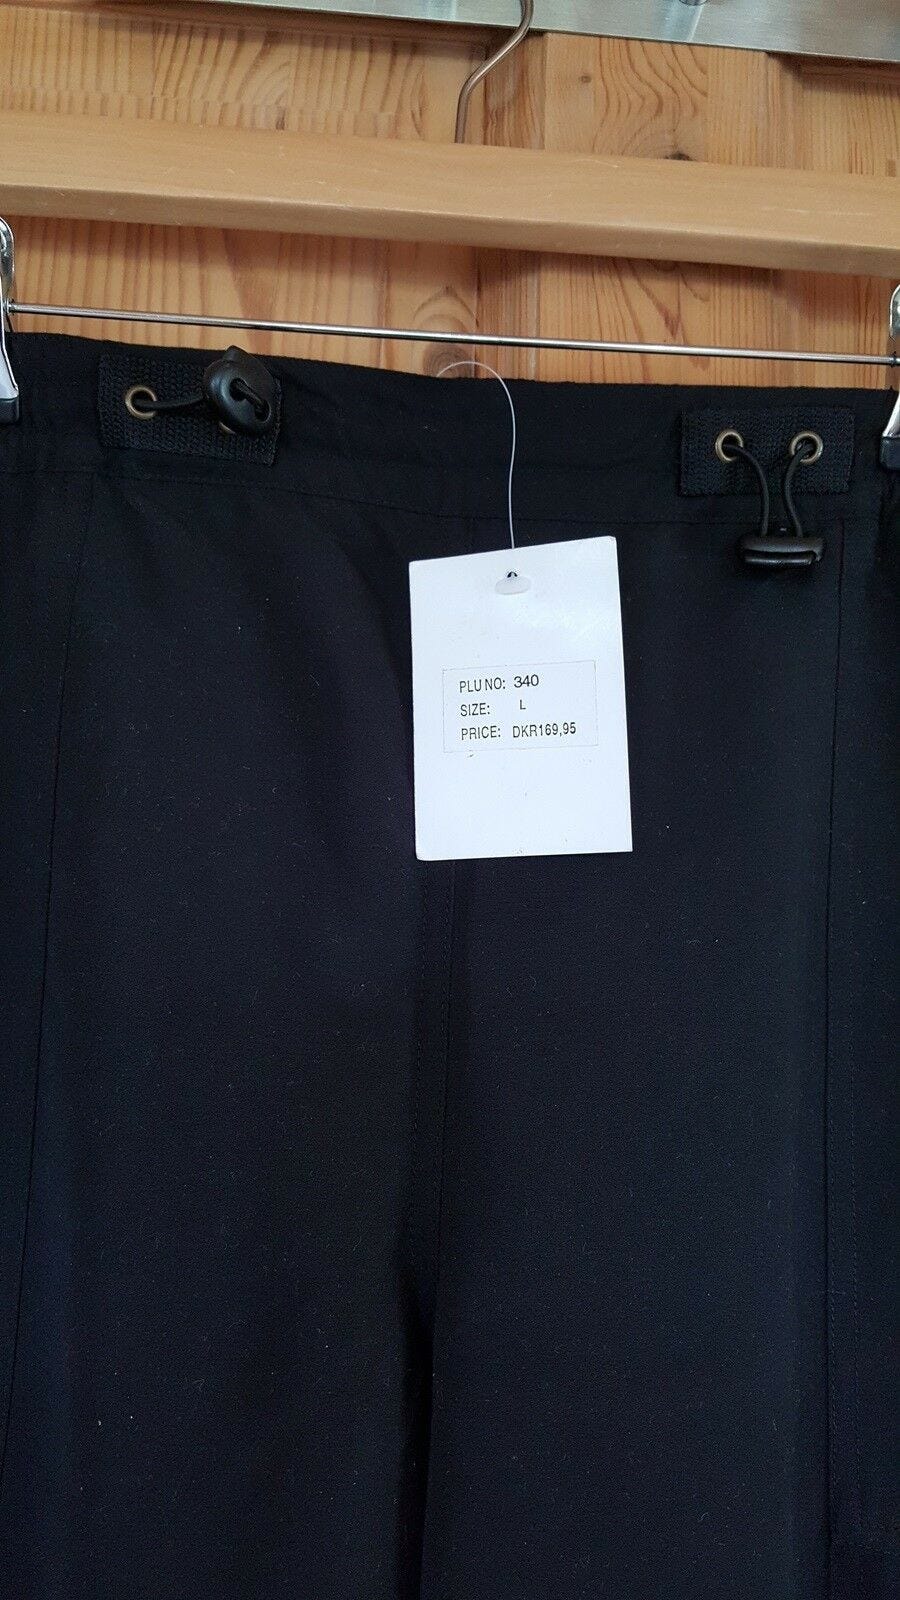 PLU NO: 340
SIZE: L
PRICE: DKR169,95